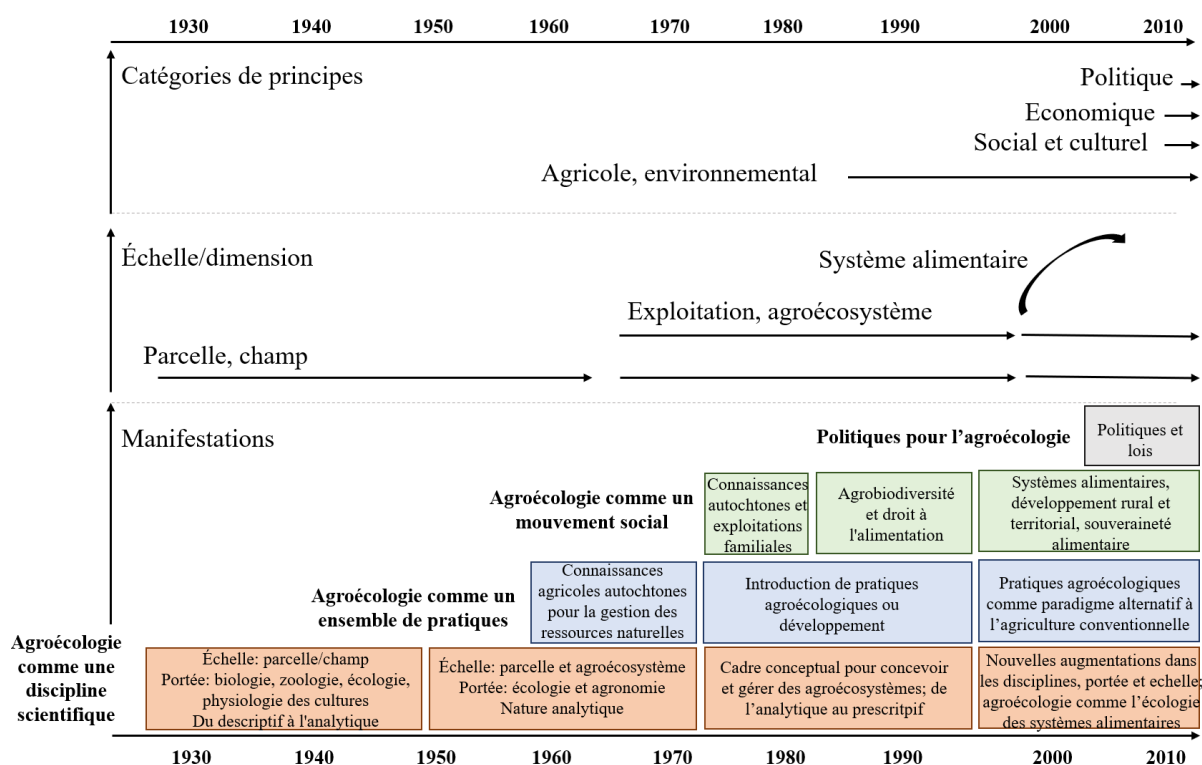 1930 1940 1950 1960 1970 1980 1990 2000 2010
Catégories de principes
Politique
Economique
Social et culturel
Agricole, environnemental
Échelle/dimension
Système alimentaire
Exploitation, agroécosystème
Parcelle, champ
Manifestations
Politiques pour l’agroécologie
Politiques et
lois
Agroécologie comme un
mouvement social
Connaissances
autochtones et
exploitations
familiales
Agrobiodiversité
et droit à
l'alimentation
Systèmes alimentaires,
développement rural et
territorial, souveraineté
alimentaire
Agroécologie comme un
ensemble de pratiques
Connaissances
agricoles autochtones
pour la gestion des
ressources naturelles
Introduction de pratiques
agroécologiques ou
développement
Pratiques agroécologiques
comme paradigme alternatif à
l’agriculture conventionnelle
Agroécologie
comme une
discipline
scientifique
Échelle: parcelle/champ
Portée: biologie, zoologie, écologie,
physiologie des cultures
Du descriptif à l'analytique
Échelle: parcelle et agroécosystème
Portée: écologie et agronomie
Nature analytique
Cadre conceptual pour concevoir
et gérer des agroécosystèmes; de
l’analytique au prescritpif
Nouvelles augmentations dans
les disciplines, portée et echelle;
agroécologie comme l’écologie
des systèmes alimentaires
1930 1940 1950 1960 1970 1980 1990 2000 2010